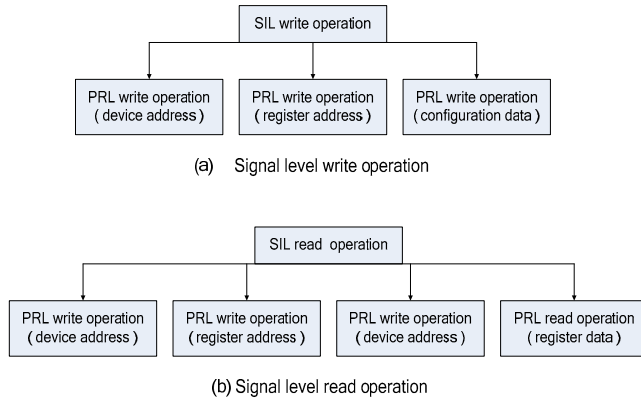 SIL write operation
PRL write operation
( device address )
PRL write operation
( register address )
PRL write operation
( configuration data )
(a) Signal level write operation
SIL read operation
PRL write operation
( device address )
PRL write operation
( register address )
PRL write operation
( device address )
PRL read operation
( register data )
(b) Signal level read operation